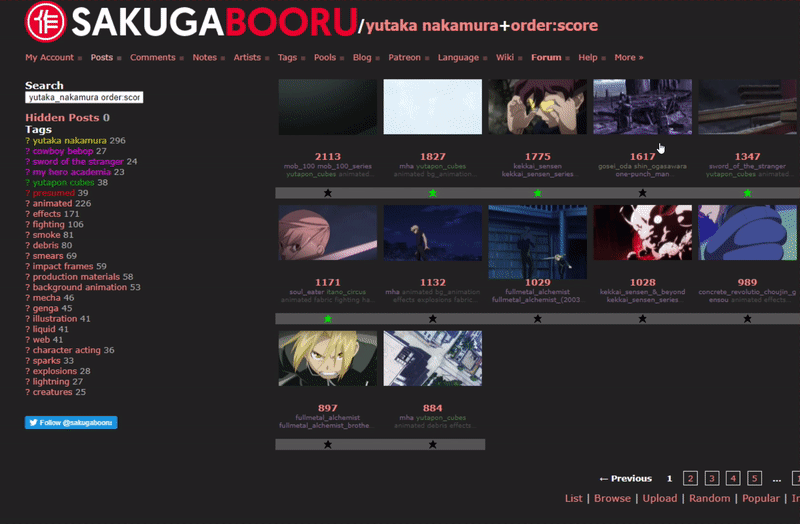 SAKUGABOORU/yutaka nakamura+order:score
My Account Posts Comments Notes Artists Tags Pools Blog Patreon Language Wiki Forum Help More »
Search
yutaka_nakamura order:scor
Hidden Posts 0
Tags
? yutaka nakamura 296
? cowboy bebop 27
? sword of the stranger 24
? my hero academia 23
? yutapon cubes 38
? presumed 39
? animated 226
? effects 171
? fighting 106
? smoke 81
? debris 80
? smears 69
? impact frames 59
? production materials 58
? background animation 53
? mecha 46
? genga 45
? illustration 41
? liquid 41
? web 41
? character acting 36
? sparks 33
? explosions 28
? lightning 27
? creatures 25
Follow @sakugabooru
2113 1827 1775 1617 1347
mob_100 mob_100_series mha yutapon_cubes kekkai_sensen gosei_oda shin_ogasawara sword_of_the_stranger
yutapon_cubes animated... animated bg_animation... kekkai_sensen_series... one-punch_man... yutapon_cubes animated...
1171 1132 1029 1028 989
soul_eater itano_circus mha animated bg_animation fullmetal_alchemist kekkai_sensen_&_beyond concrete_revolutio_choujin_g
animated fabric fighting ha... effects explosions fabric... fullmetal_alchemist_(2003 kekkai_sensen_series... ensou animated effects...
897 884
fullmetal_alchemist mha yutapon_cubes
fullmetal_alchemist_brothe... animated debris effects...
← Previous 1 2 3 4 5 ... 1
List | Browse | Upload | Random | Popular | Ir